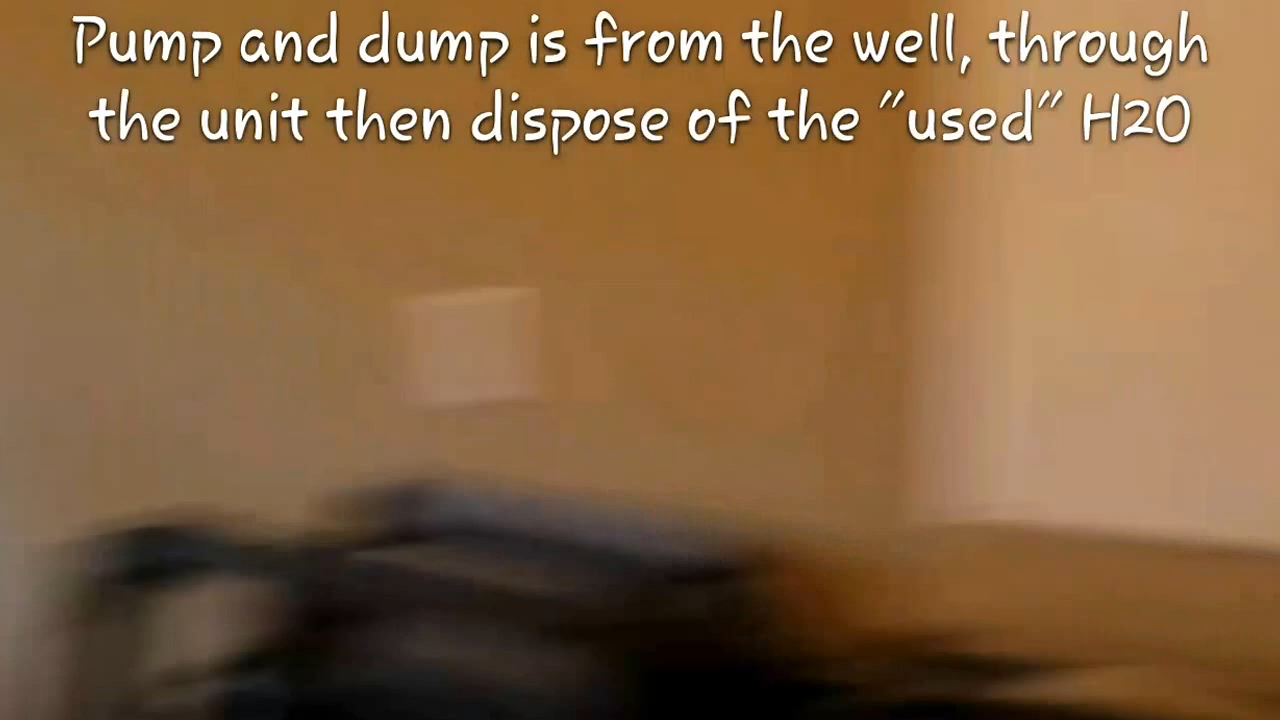 Pump and dump is from the well, through
the unit then dispose of the "used" H2O